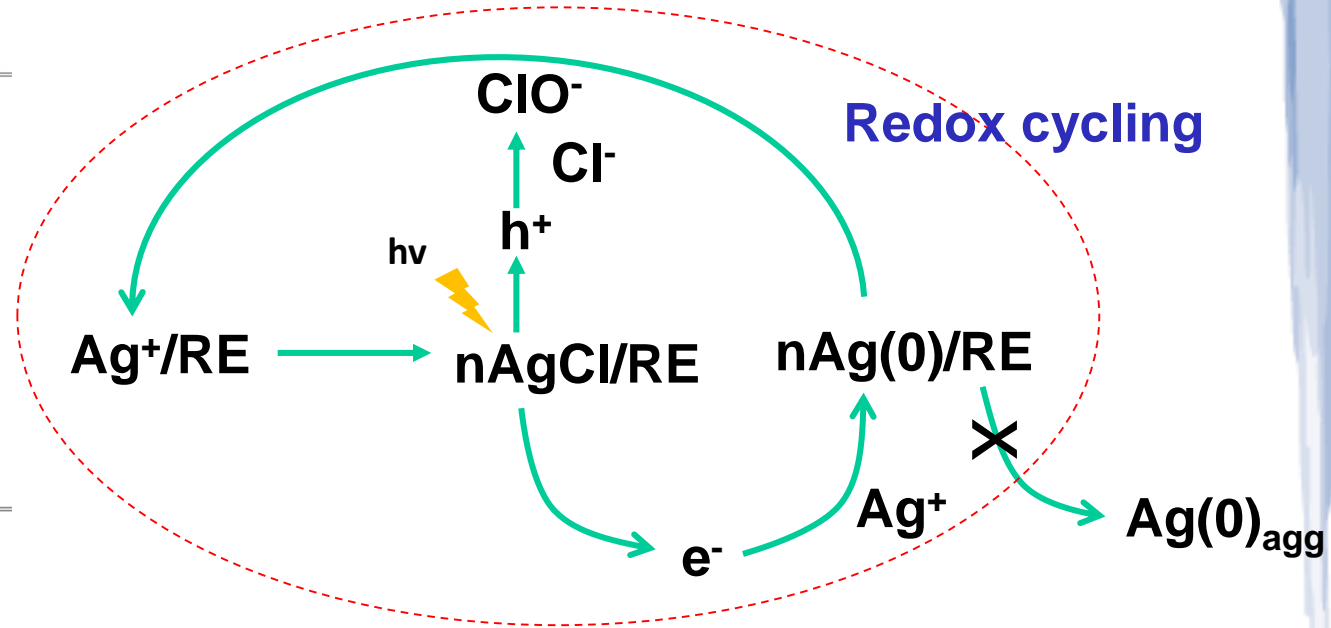 ClO⁻
Redox cycling
Cl⁻
h⁺
hv
Ag⁺/RE
nAgCl/RE
nAg(0)/RE
X
Ag⁺
Ag(0)agg
e⁻